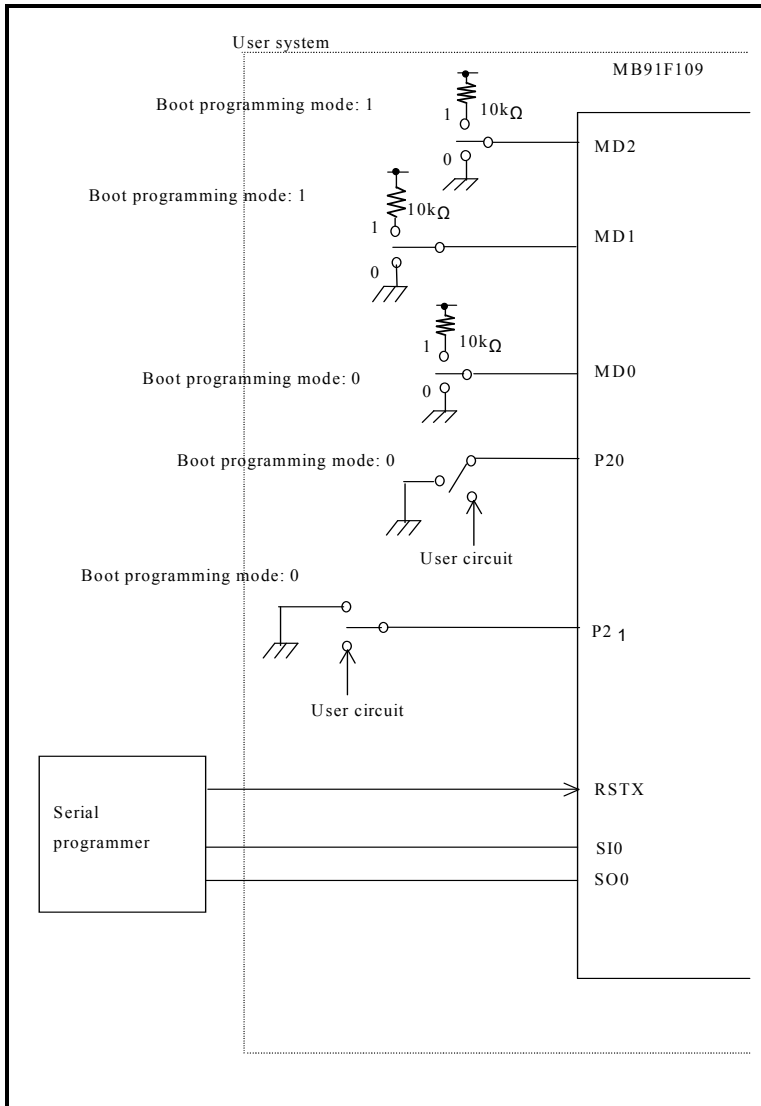 User system
MB91F109
Boot programming mode: 1
10kΩ
1
0
MD2
Boot programming mode: 1
10kΩ
1
0
MD1
10kΩ
1
Boot programming mode: 0
0
MD0
Boot programming mode: 0
P20
User circuit
Boot programming mode: 0
P21
User circuit
RSTX
Serial
programmer
SI0
SO0